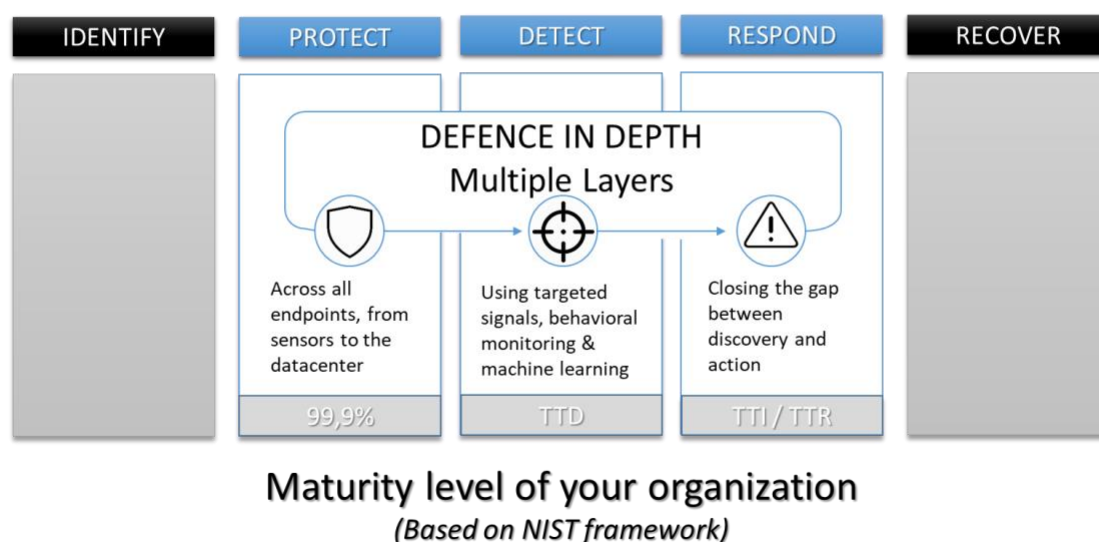 IDENTIFY
PROTECT
DETECT
RESPOND
RECOVER
DEFENCE IN DEPTH
Multiple Layers
Across all
endpoints, from
sensors to the
datacenter
Using targeted
signals, behavioral
monitoring &
machine learning
Closing the gap
between
discovery and
action
99,9%
TTD
TTI / TTR
Maturity level of your organization
(Based on NIST framework)